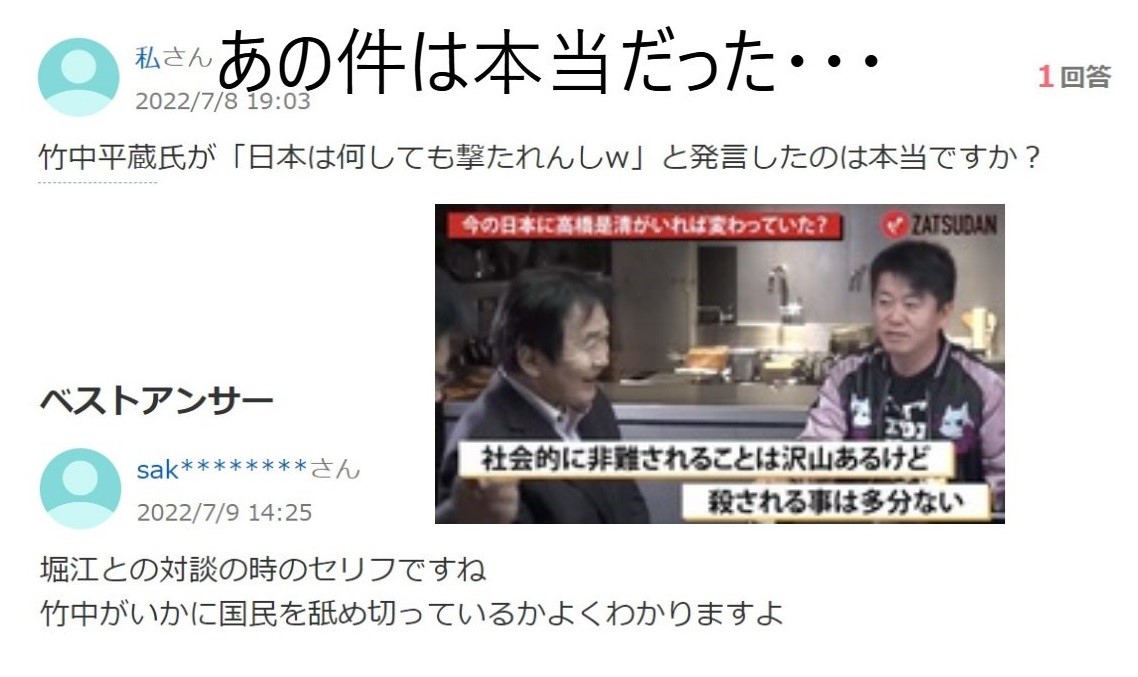 私さん
あの件は本当だった・・・
2022/7/8 19:03
1回答
竹中平蔵氏が「日本は何しても撃たれんしw」と発言したのは本当ですか？
今の日本に高橋是清がいれば変わっていた？
ZATSUDAN
社会的に非難されることは沢山あるけど
殺される事は多分ない
ベストアンサー
sak********さん
2022/7/9 14:25
堀江との対談の時のセリフですね
竹中がいかに国民を舐め切っているかよくわかりますよ